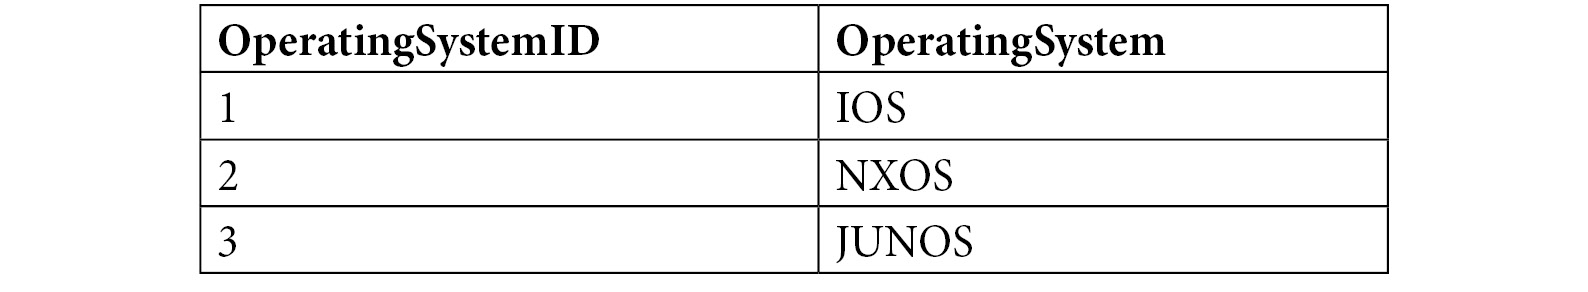 OperatingSystemID OperatingSystem
1 IOS
2 NXOS
3 JUNOS